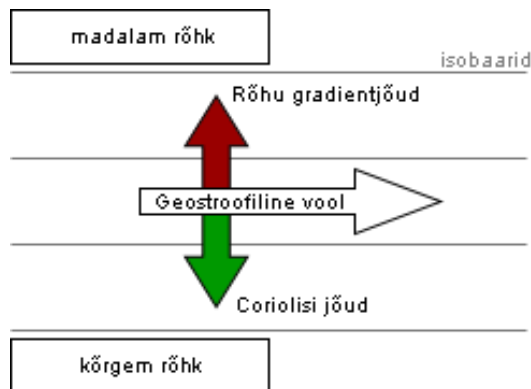 madalam rõhk
isobaarid
Rõhu gradientjõud
Geostroofiline vool
Coriolisi jõud
kõrgem rõhk